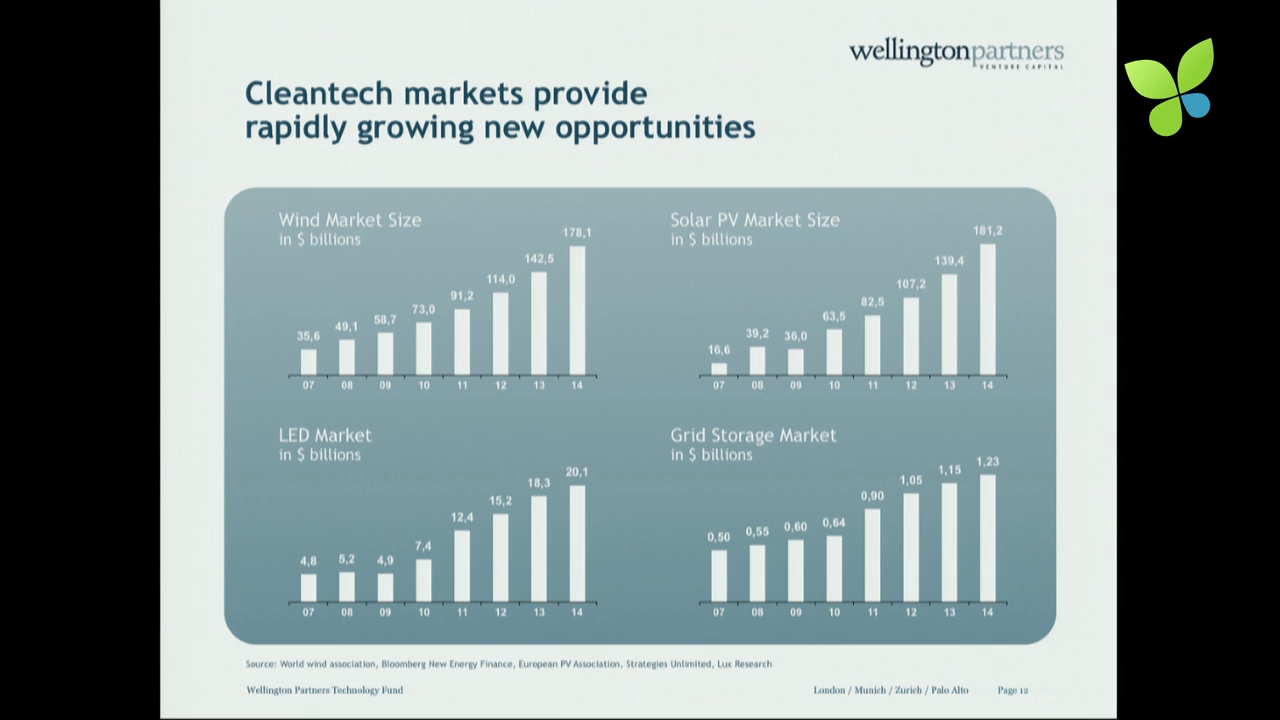 wellingtonpartners
VENTURE CAPITAL
Cleantech markets provide
rapidly growing new opportunities
Wind Market Size
in $ billions
35,6 49,1 58,7 73,0 91,2 114,0 142,5 178,1
07 08 09 10 11 12 13 14
Solar PV Market Size
in $ billions
16,6 39,2 36,0 63,5 82,5 107,2 139,4 181,2
07 08 09 10 11 12 13 14
LED Market
in $ billions
4,8 5,2 4,9 7,4 12,4 15,2 18,3 20,1
07 08 09 10 11 12 13 14
Grid Storage Market
in $ billions
0,50 0,55 0,60 0,64 0,90 1,05 1,15 1,23
07 08 09 10 11 12 13 14
Source: World wind association, Bloomberg New Energy Finance, European PV Association, Strategies Unlimited, Lux Research
Wellington Partners Technology Fund
London / Munich / Zurich / Palo Alto Page 12